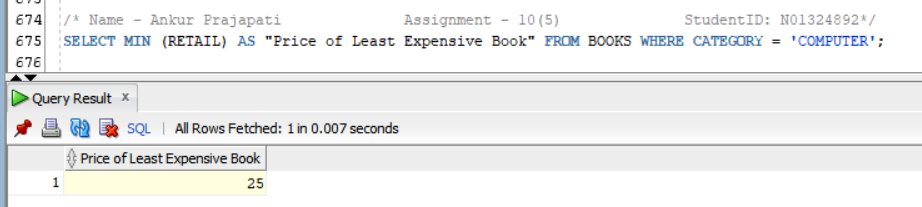 674 /* Name - Ankur Prajapati Assignment - 10(5) StudentID: N01324892*/
675 SELECT MIN (RETAIL) AS "Price of Least Expensive Book" FROM BOOKS WHERE CATEGORY = 'COMPUTER';
676
Query Result x
SQL | All Rows Fetched: 1 in 0.007 seconds
Price of Least Expensive Book
1 25